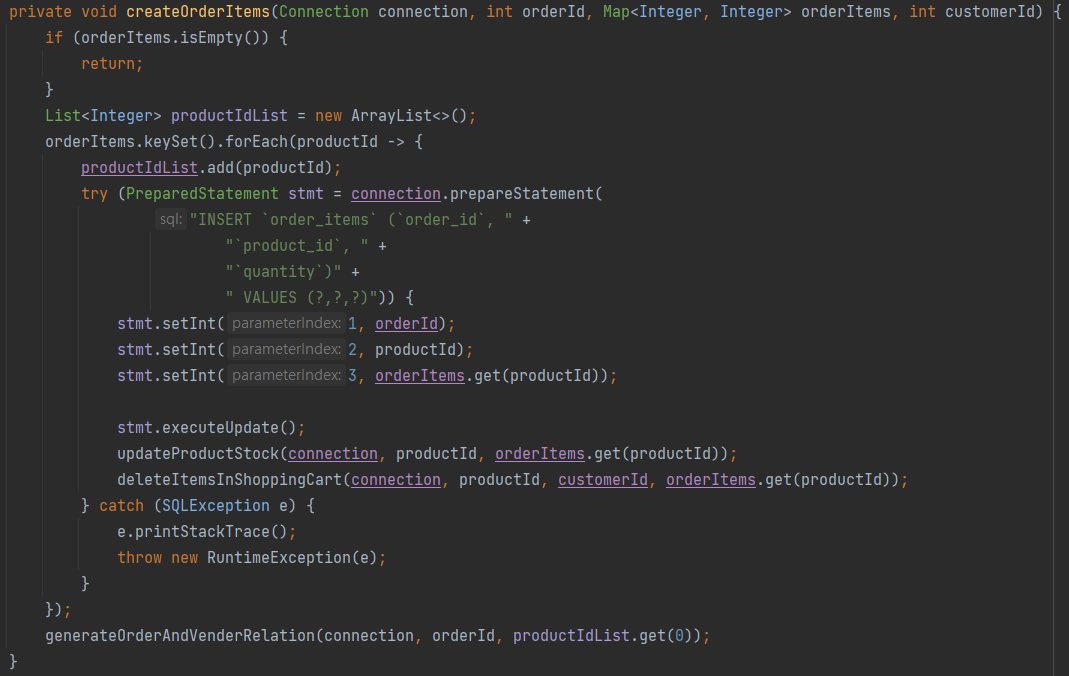 private void createOrderItems(Connection connection, int orderId, Map<Integer, Integer> orderItems, int customerId) {
    if (orderItems.isEmpty()) {
        return;
    }
    List<Integer> productIdList = new ArrayList<>();
    orderItems.keySet().forEach(productId -> {
        productIdList.add(productId);
        try (PreparedStatement stmt = connection.prepareStatement(
                sql: "INSERT `order_items` (`order_id`, " +
                        "`product_id`, " +
                        "`quantity`)" +
                        " VALUES (?,?,?)")) {
            stmt.setInt( parameterIndex: 1, orderId);
            stmt.setInt( parameterIndex: 2, productId);
            stmt.setInt( parameterIndex: 3, orderItems.get(productId));

            stmt.executeUpdate();
            updateProductStock(connection, productId, orderItems.get(productId));
            deleteItemsInShoppingCart(connection, productId, customerId, orderItems.get(productId));
        } catch (SQLException e) {
            e.printStackTrace();
            throw new RuntimeException(e);
        }
    });
    generateOrderAndVenderRelation(connection, orderId, productIdList.get(0));
}